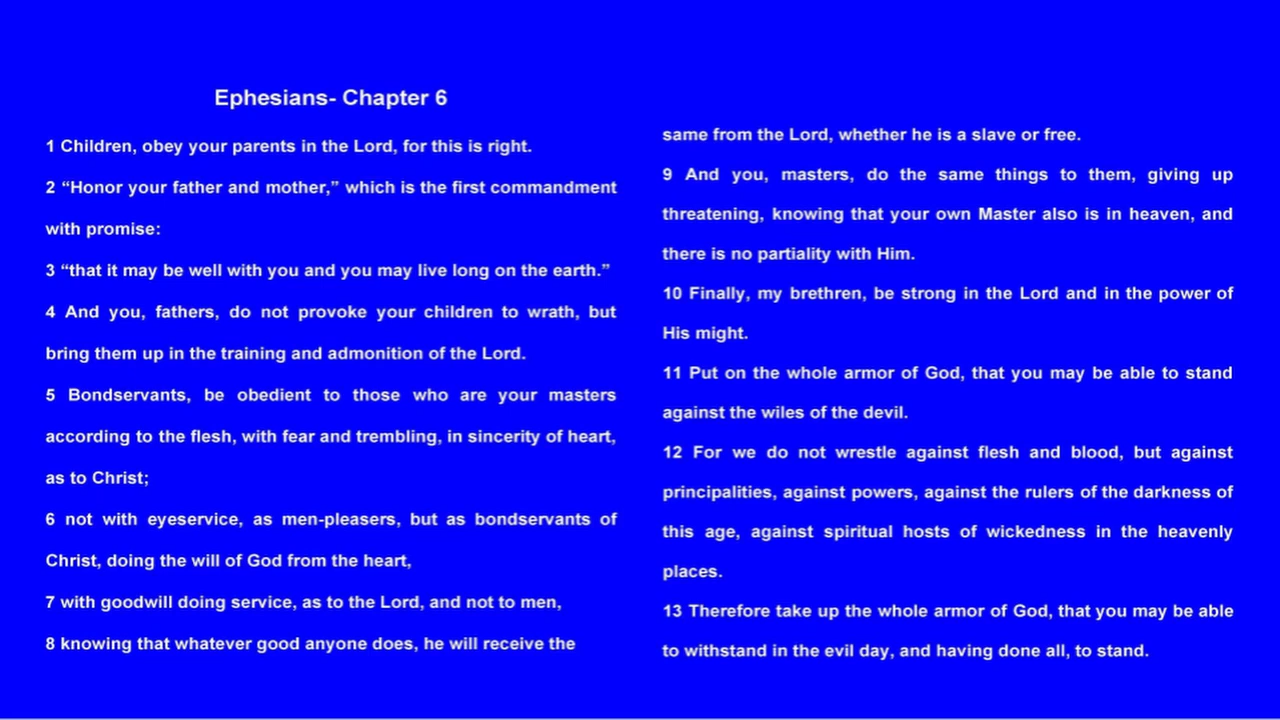 Ephesians- Chapter 6
1 Children, obey your parents in the Lord, for this is right.
2 “Honor your father and mother,” which is the first commandment
with promise:
3 “that it may be well with you and you may live long on the earth.”
4 And you, fathers, do not provoke your children to wrath, but
bring them up in the training and admonition of the Lord.
5 Bondservants, be obedient to those who are your masters
according to the flesh, with fear and trembling, in sincerity of heart,
as to Christ;
6 not with eyeservice, as men-pleasers, but as bondservants of
Christ, doing the will of God from the heart,
7 with goodwill doing service, as to the Lord, and not to men,
8 knowing that whatever good anyone does, he will receive the
same from the Lord, whether he is a slave or free.
9 And you, masters, do the same things to them, giving up
threatening, knowing that your own Master also is in heaven, and
there is no partiality with Him.
10 Finally, my brethren, be strong in the Lord and in the power of
His might.
11 Put on the whole armor of God, that you may be able to stand
against the wiles of the devil.
12 For we do not wrestle against flesh and blood, but against
principalities, against powers, against the rulers of the darkness of
this age, against spiritual hosts of wickedness in the heavenly
places.
13 Therefore take up the whole armor of God, that you may be able
to withstand in the evil day, and having done all, to stand.